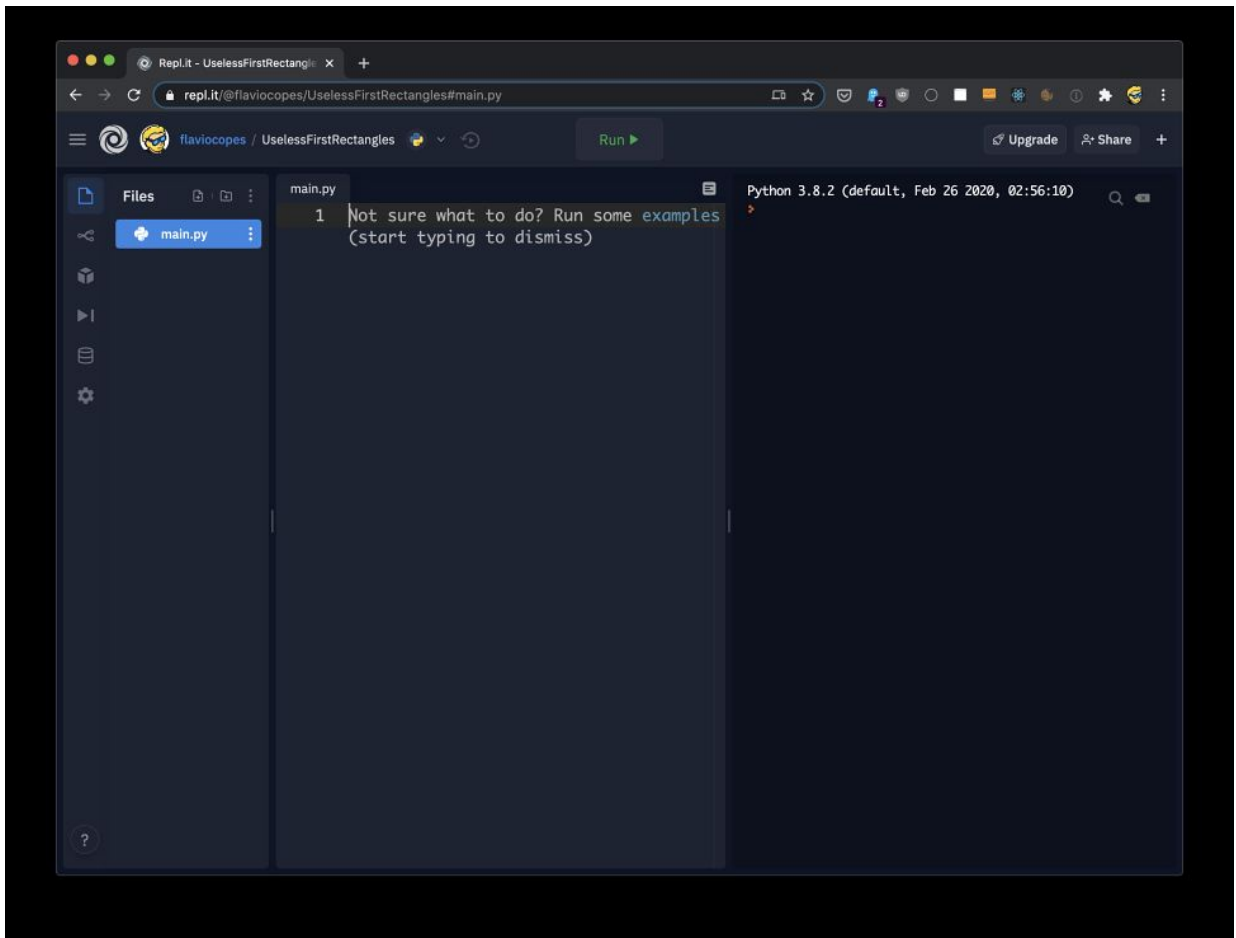 Repl.it - UselessFirstRectangle
repl.it/@flaviocopes/UselessFirstRectangles#main.py
2
flaviocopes / UselessFirstRectangles
Run
Upgrade
Share
Files
main.py
main.py
1 Not sure what to do? Run some examples
(start typing to dismiss)
Python 3.8.2 (default, Feb 26 2020, 02:56:10)
?